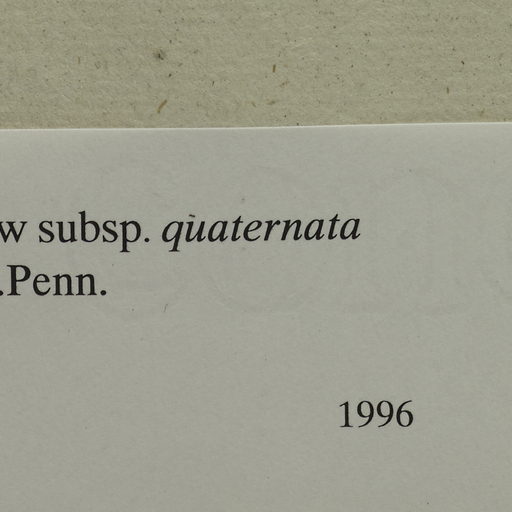 w subsp. quaternata
.Penn.
1996